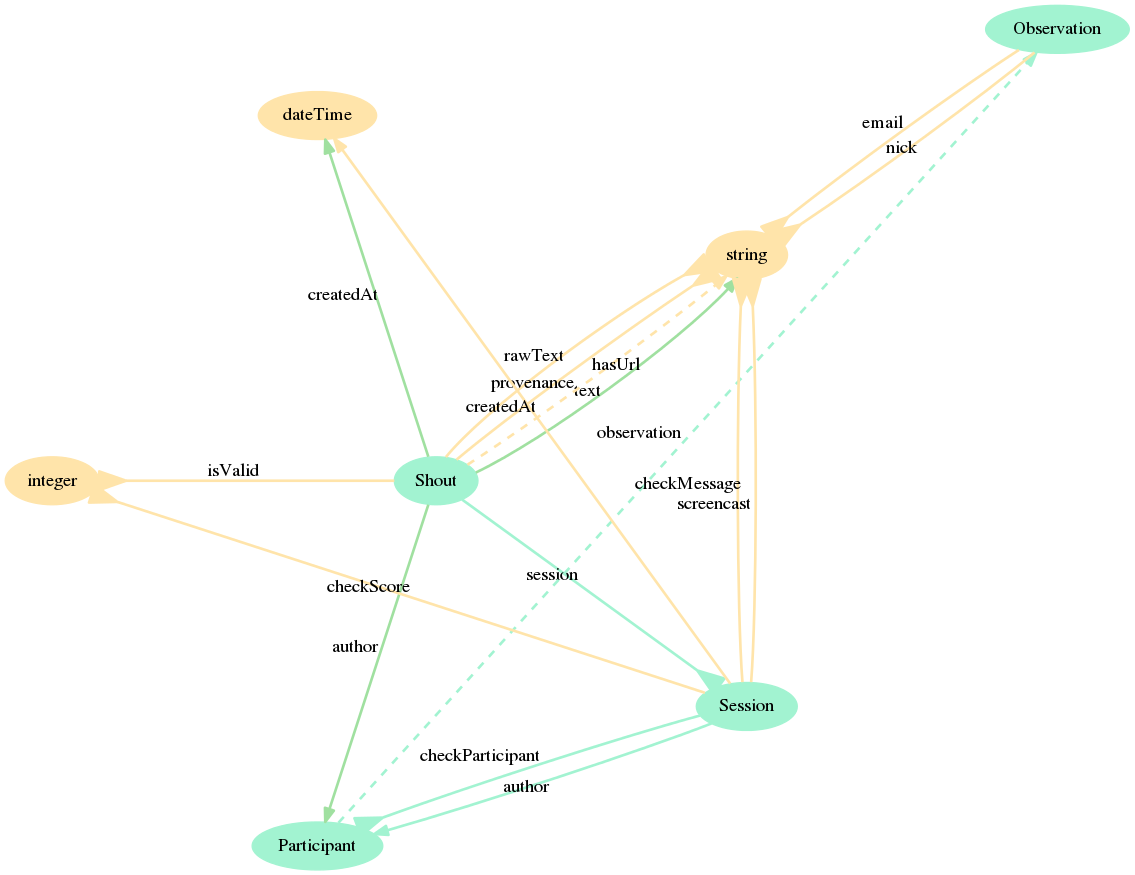 Observation
dateTime
email
nick
string
createdAt
rawText
hasUrl
provenance
text
createdAt
observation
isValid
integer
Shout
checkMessage
screencast
session
checkScore
author
Session
checkParticipant
author
Participant